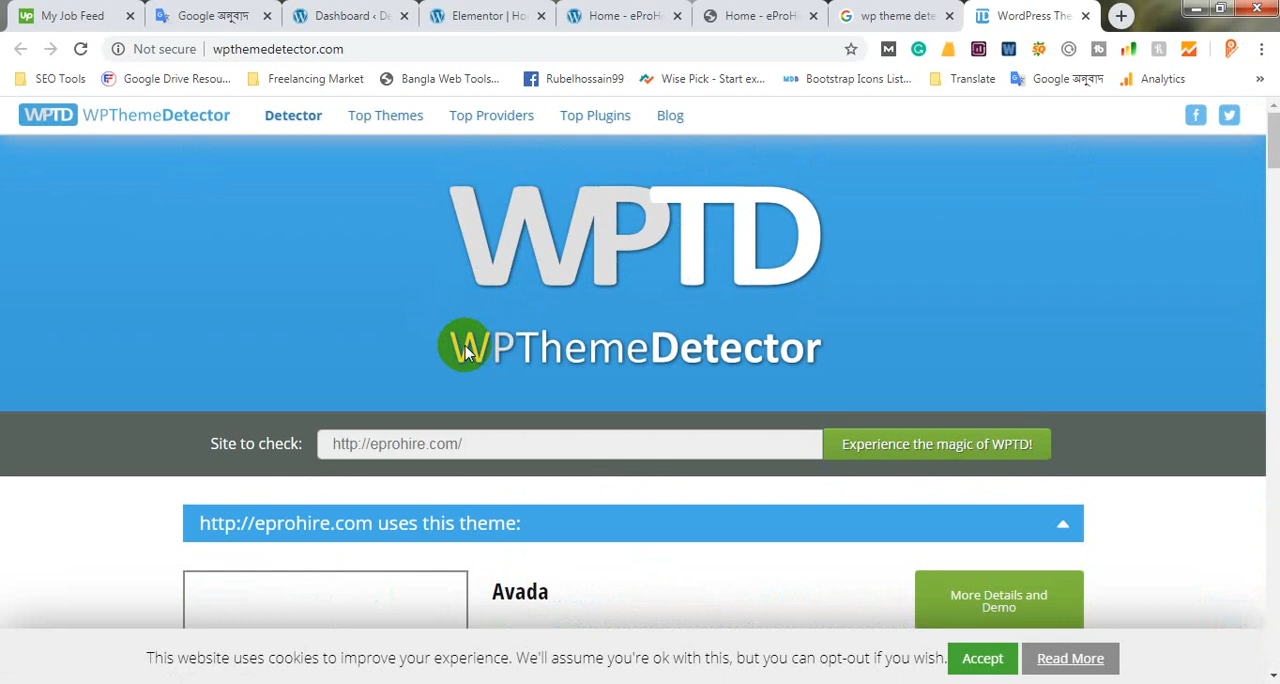 My Job Feed
Google অনুবাদ
Dashboard ‹ D
Elementor | Ho
Home - eProH
Home - eProH
wp theme dete
WordPress The
Not secure | wpthemedetector.com
SEO Tools
Google Drive Resou...
Freelancing Market
Bangla Web Tools...
Rubelhossain99
Wise Pick - Start ex...
MDB Bootstrap Icons List...
Translate
Google অনুবাদ
Analytics
»
WPTD WPThemeDetector
Detector
Top Themes
Top Providers
Top Plugins
Blog
WPTD
WPThemeDetector
Site to check:
http://eprohire.com/
Experience the magic of WPTD!
http://eprohire.com uses this theme:
Avada
More Details and
Demo
This website uses cookies to improve your experience. We'll assume you're ok with this, but you can opt-out if you wish.
Accept
Read More